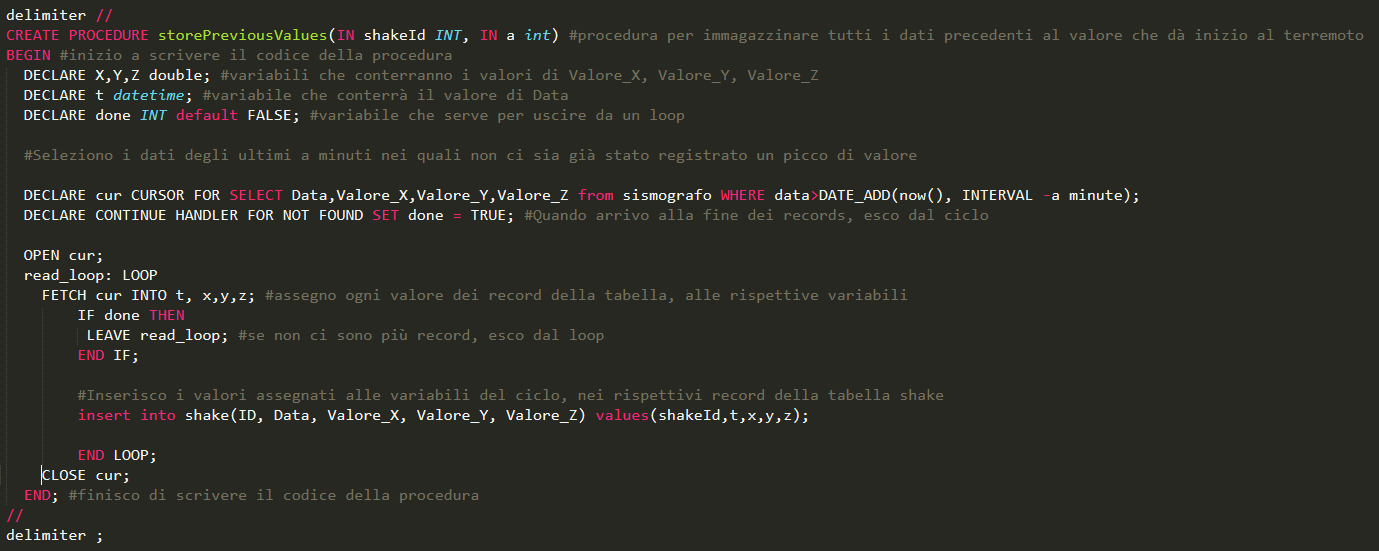 delimiter //
CREATE PROCEDURE storePreviousValues(IN shakeId INT, IN a int) #procedura per immagazzinare tutti i dati precedenti al valore che dà inizio al terremoto
BEGIN #inizio a scrivere il codice della procedura
DECLARE X,Y,Z double; #variabili che conterranno i valori di Valore_X, Valore_Y, Valore_Z
DECLARE t datetime; #variabile che conterrà il valore di Data
DECLARE done INT default FALSE; #variabile che serve per uscire da un loop
#Seleziono i dati degli ultimi a minuti nei quali non ci sia già stato registrato un picco di valore
DECLARE cur CURSOR FOR SELECT Data,Valore_X,Valore_Y,Valore_Z from sismografo WHERE data>DATE_ADD(now(), INTERVAL -a minute);
DECLARE CONTINUE HANDLER FOR NOT FOUND SET done = TRUE; #Quando arrivo alla fine dei records, esco dal ciclo
OPEN cur;
read_loop: LOOP
FETCH cur INTO t, x,y,z; #assegno ogni valore dei record della tabella, alle rispettive variabili
IF done THEN
LEAVE read_loop; #se non ci sono più record, esco dal loop
END IF;
#Inserisco i valori assegnati alle variabili del ciclo, nei rispettivi record della tabella shake
insert into shake(ID, Data, Valore_X, Valore_Y, Valore_Z) values(shakeId,t,x,y,z);
END LOOP;
CLOSE cur;
END; #finisco di scrivere il codice della procedura
//
delimiter ;